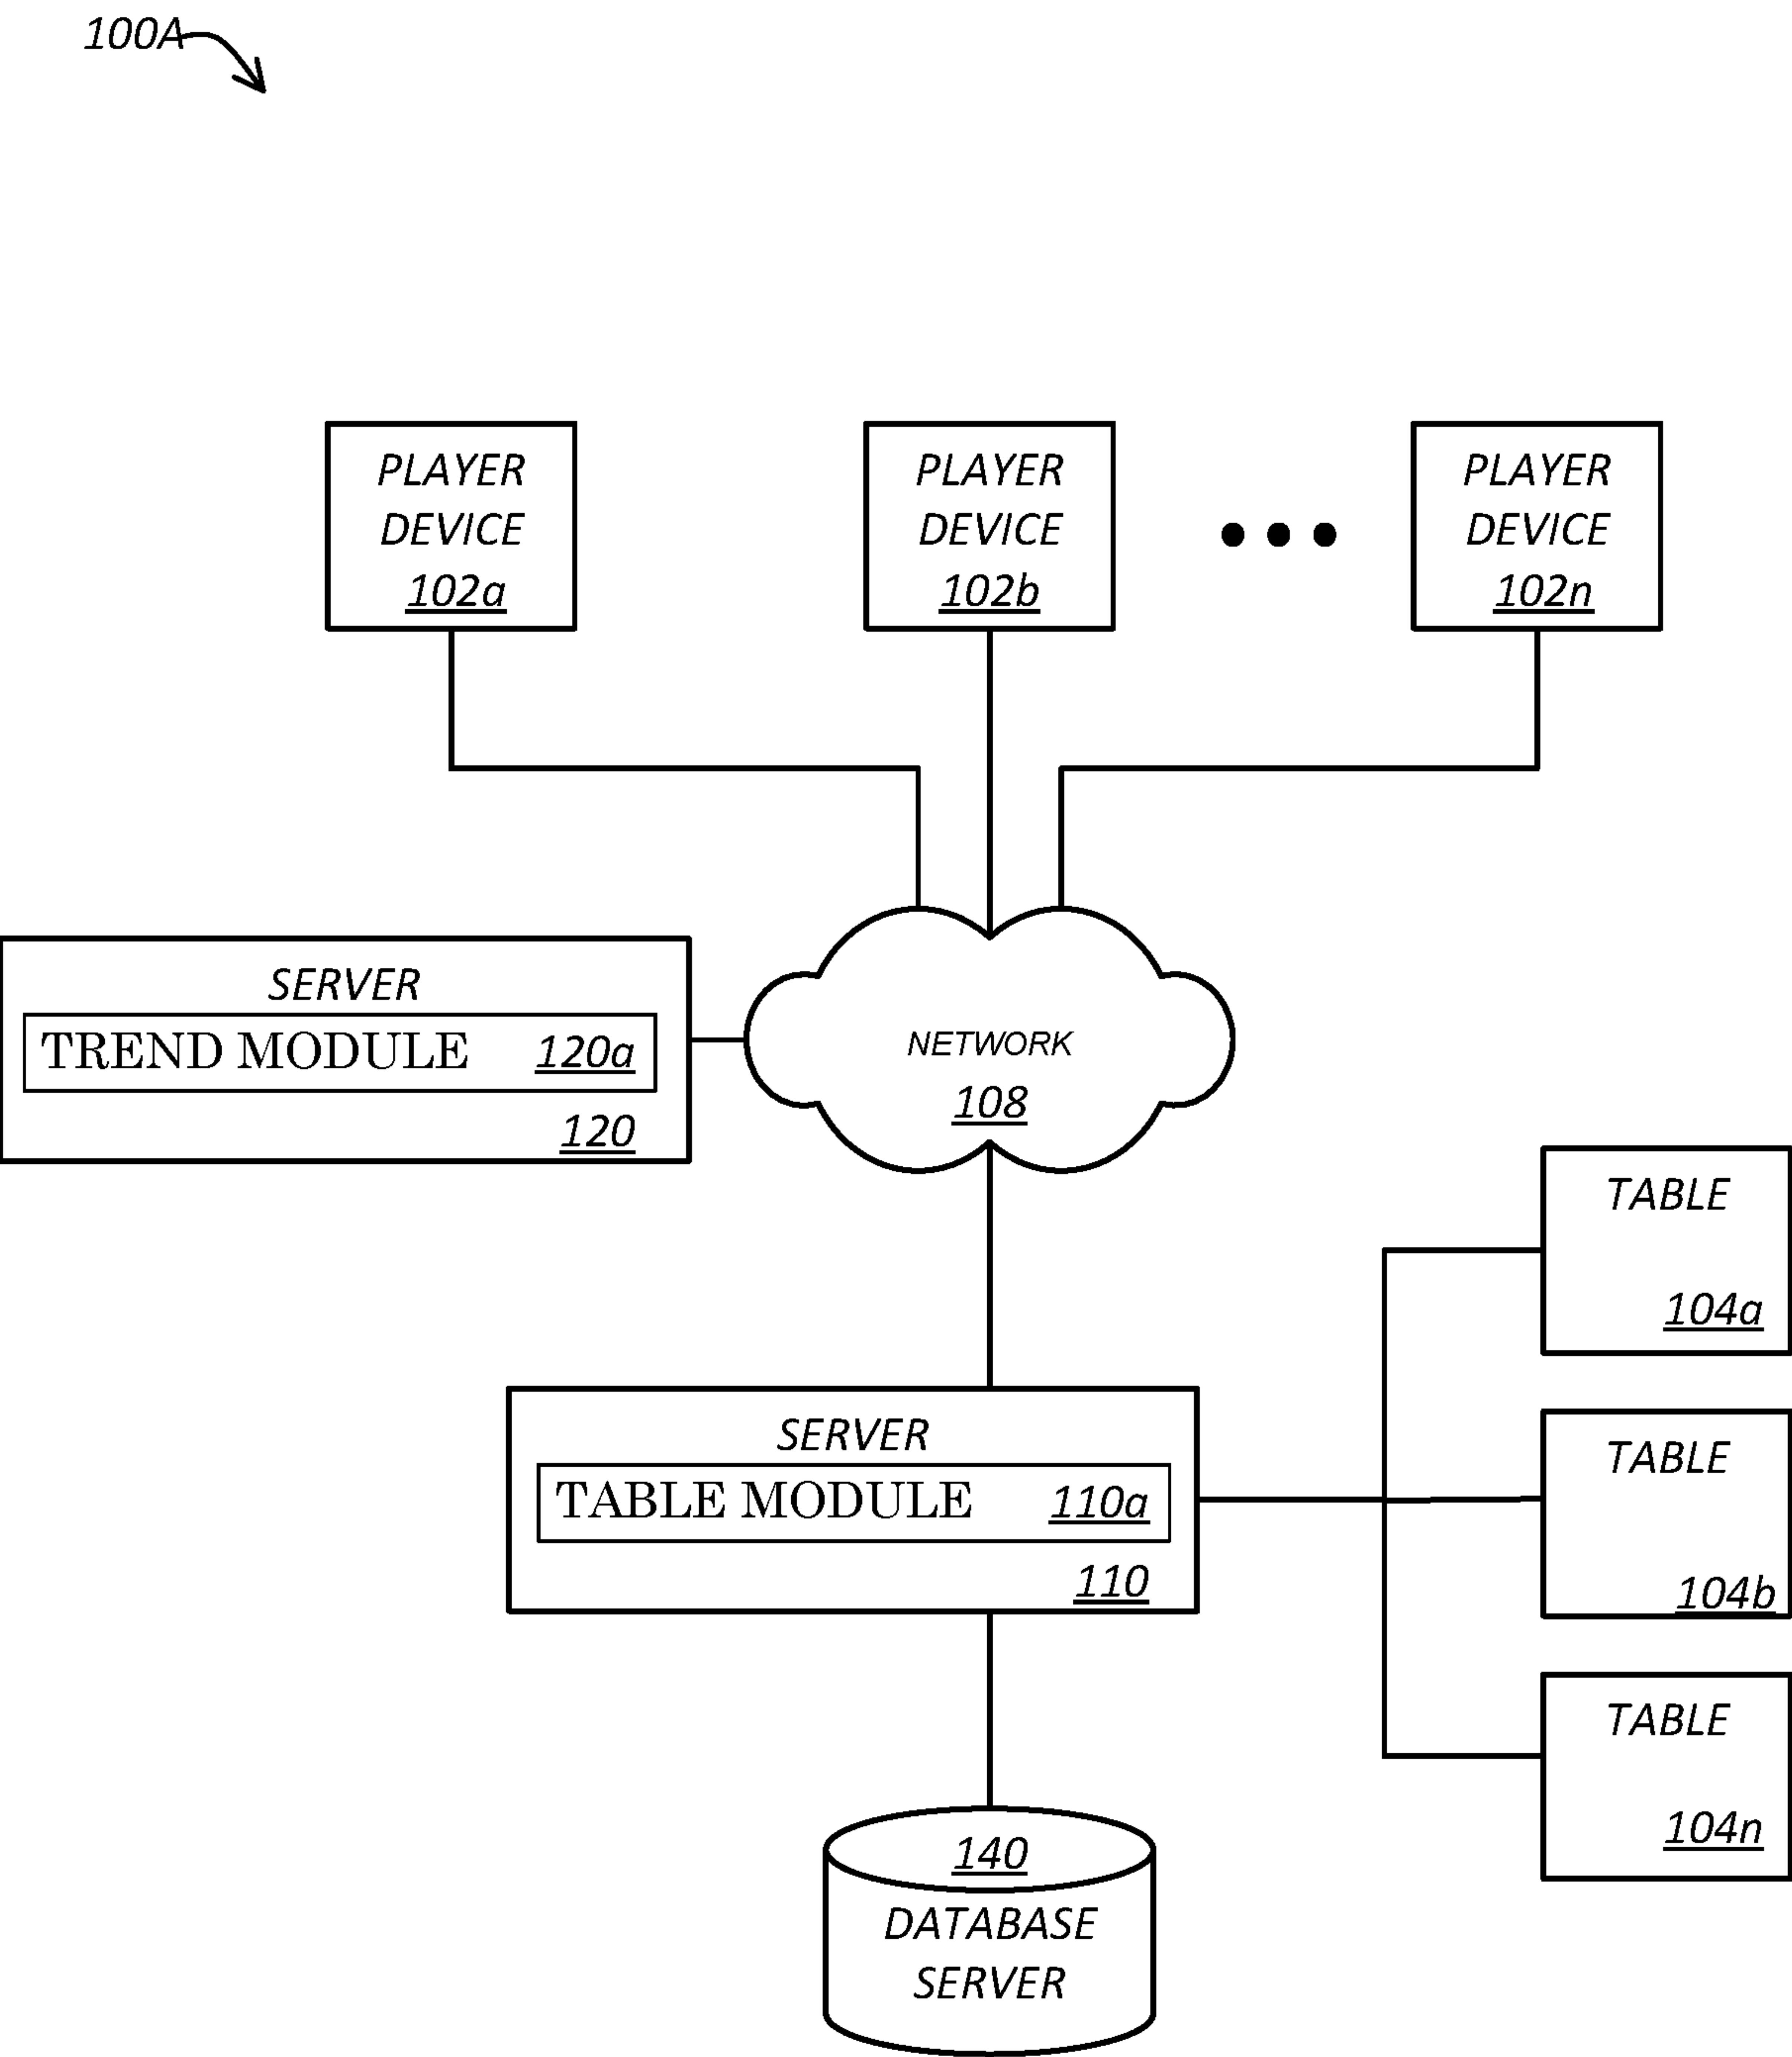 100A
PLAYER
DEVICE
102a
PLAYER
DEVICE
102b
PLAYER
DEVICE
102n
SERVER
TREND MODULE 120a
120
NETWORK
108
TABLE
104a
SERVER
TABLE MODULE 110a
110
TABLE
104b
TABLE
104n
140
DATABASE
SERVER